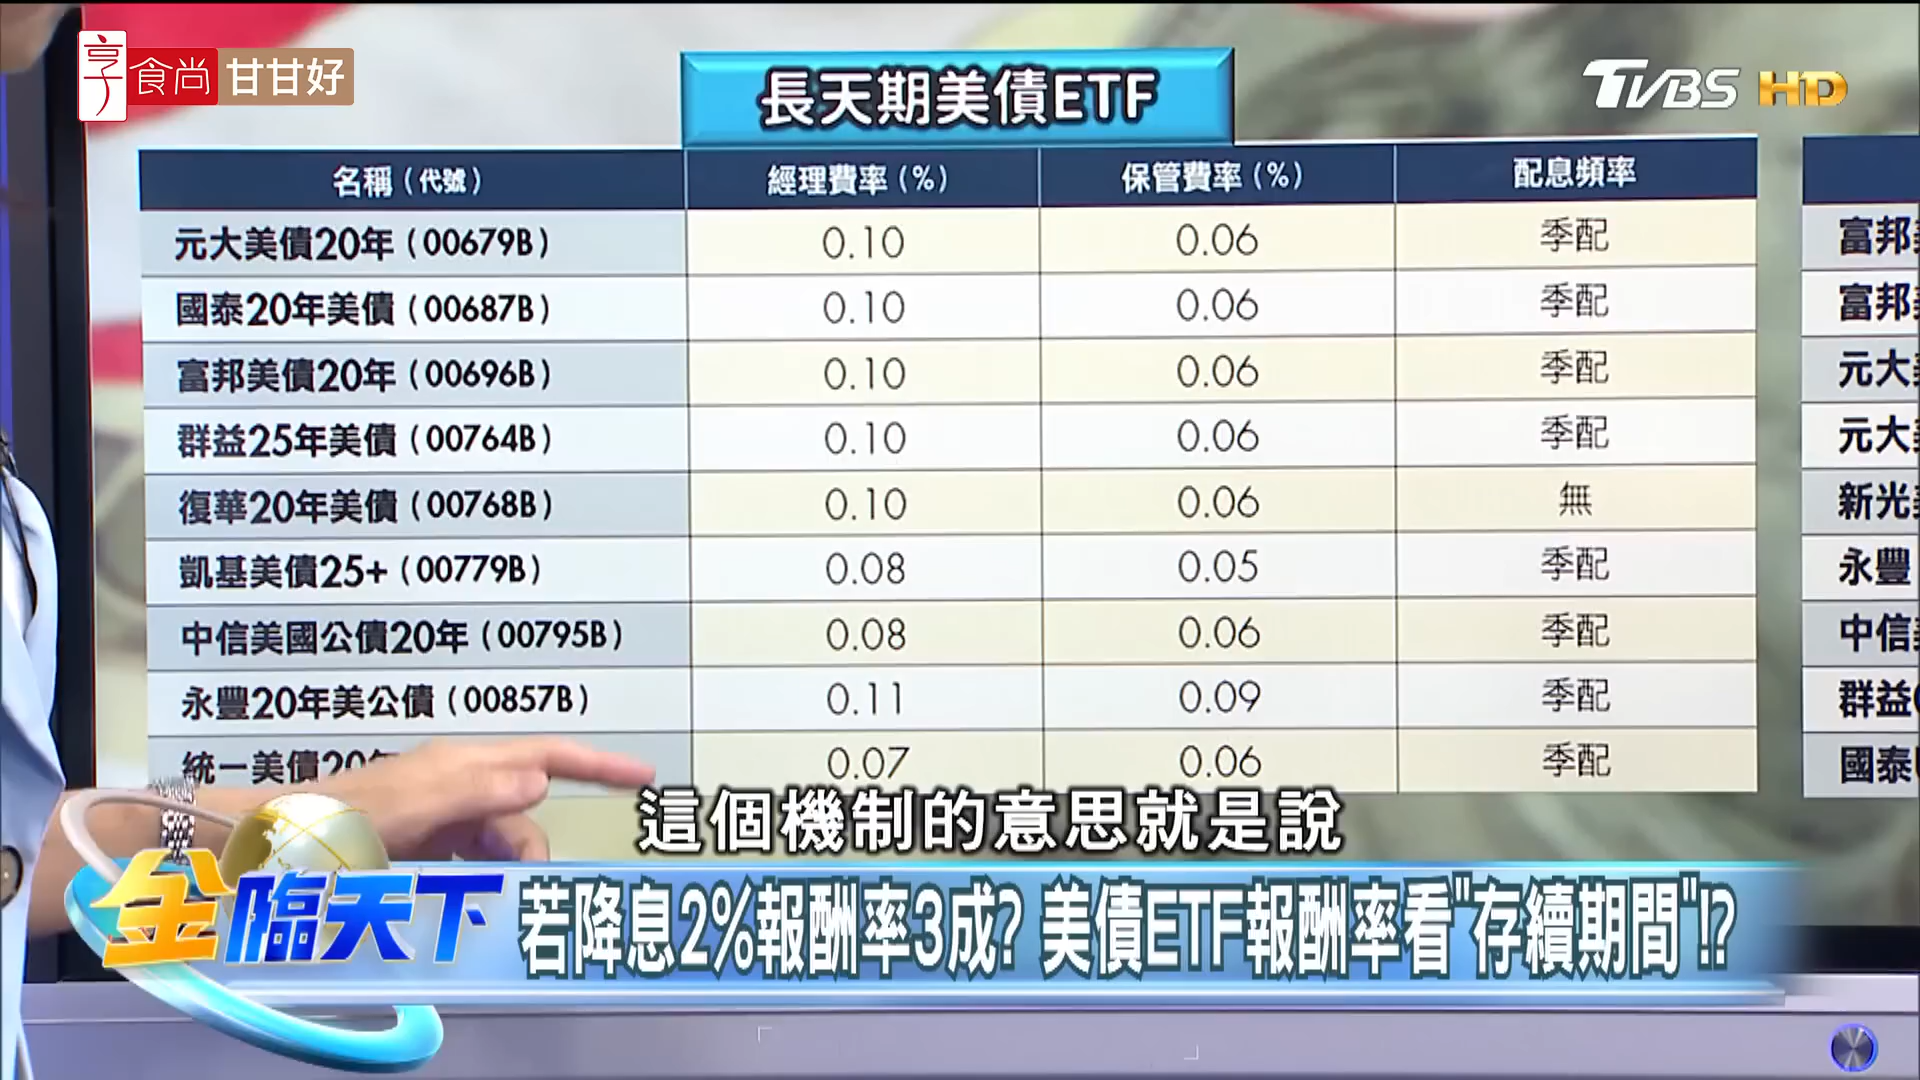 享食尚 甘甘好
TVBS HD
長天期美債ETF
名稱(代號) 經理費率(%) 保管費率(%) 配息頻率
元大美債20年(00679B) 0.10 0.06 季配
國泰20年美債(00687B) 0.10 0.06 季配
富邦美債20年(00696B) 0.10 0.06 季配
群益25年美債(00764B) 0.10 0.06 季配
復華20年美債(00768B) 0.10 0.06 無
凱基美債25+(00779B) 0.08 0.05 季配
中信美國公債20年(00795B) 0.08 0.06 季配
永豐20年美公債(00857B) 0.11 0.09 季配
統一美債20年 0.07 0.06 季配
富邦
富邦
元大
元大
新光
永豐
中信
群益
國泰
這個機制的意思就是說
金臨天下
若降息2%報酬率3成? 美債ETF報酬率看"存續期間"!?